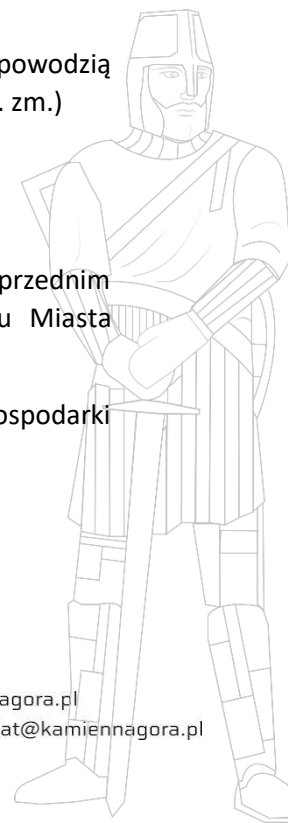 powodzią
. zm.)
przednim
u Miasta
ospodarki
agora.pl
at@kamiennagora.pl